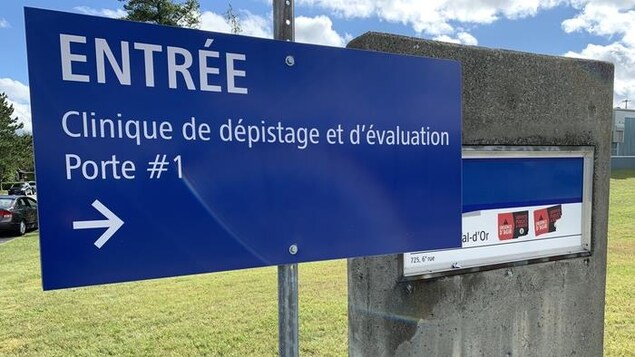 ENTRÉE
Clinique de dépistage et d'évaluation
Porte #1
al-d'Or
725, 6e rue